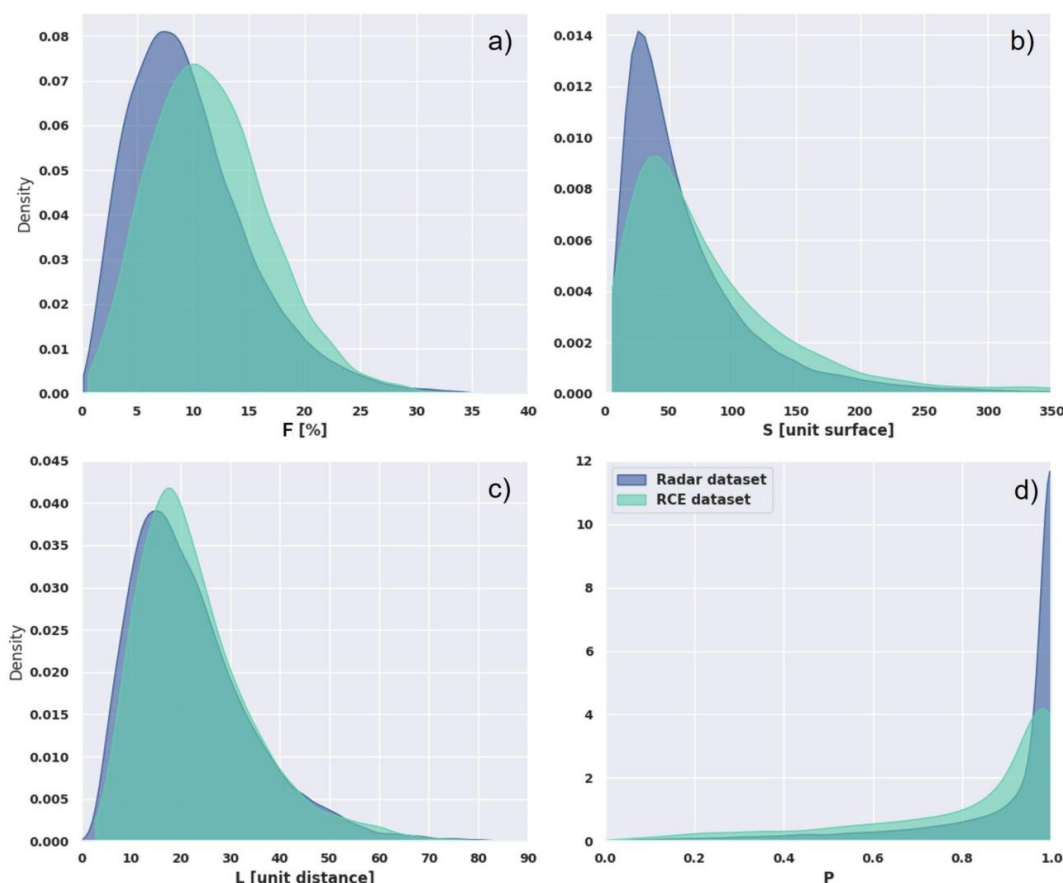 a)
0.08
0.07
0.06
0.05
0.04
0.03
0.02
0.01
0.00
Density
0 5 10 15 20 25 30 35 40
F [%]
b)
0.014
0.012
0.010
0.008
0.006
0.004
0.002
0.000
0 50 100 150 200 250 300 350
S [unit surface]
c)
0.045
0.040
0.035
0.030
0.025
0.020
0.015
0.010
0.005
0.000
Density
0 10 20 30 40 50 60 70 80 90
L [unit distance]
d)
Radar dataset
RCE dataset
12
10
8
6
4
2
0
0.0 0.2 0.4 0.6 0.8 1.0
P